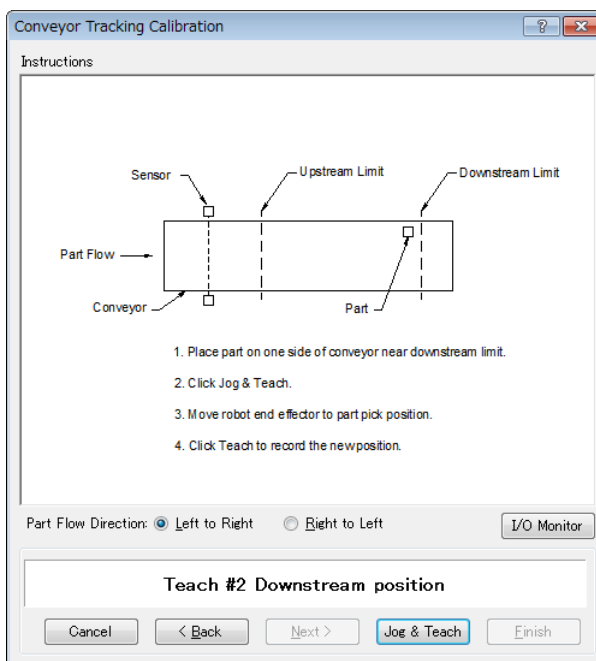 Conveyor Tracking Calibration
Instructions
Sensor
Upstream Limit
Downstream Limit
Part Flow
Conveyor
Part
1. Place part on one side of conveyor near downstream limit.
2. Click Jog & Teach.
3. Move robot end effector to part pick position.
4. Click Teach to record the newposition.
Part Flow Direction: Left to Right Right to Left I/O Monitor
Teach #2 Downstream position
Cancel < Back Next > Jog & Teach Finish